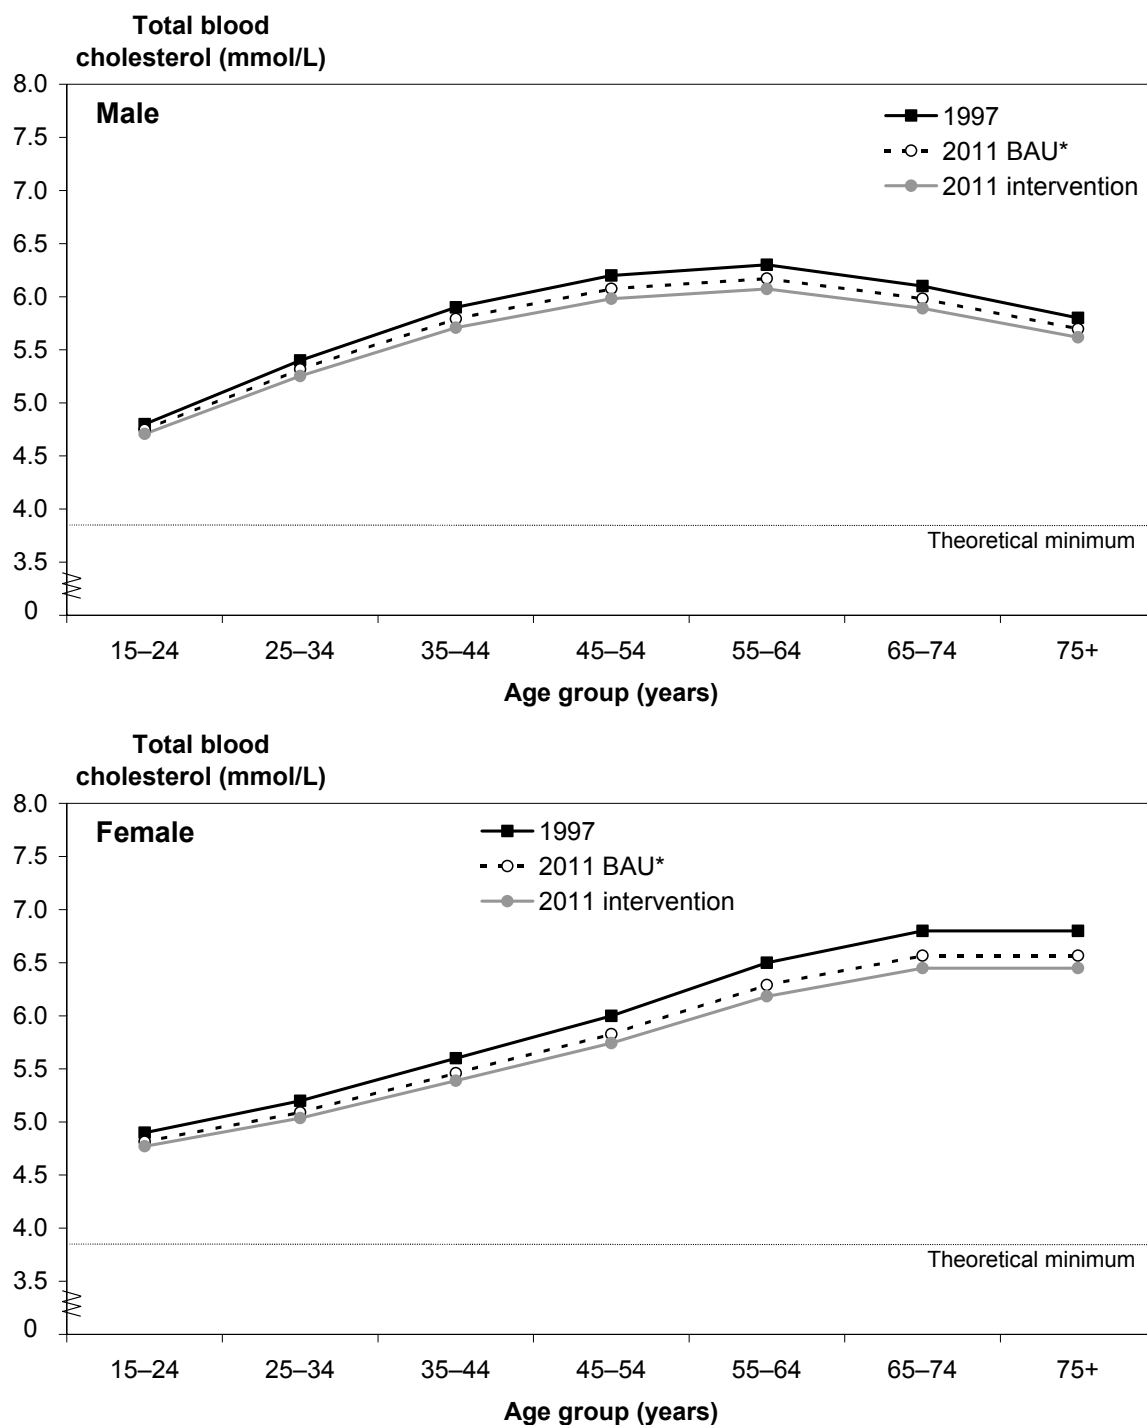 Total blood
cholesterol (mmol/L)
8.0
7.5
7.0
6.5
6.0
5.5
5.0
4.5
4.0
3.5
0
Male
1997
2011 BAU*
2011 intervention
Theoretical minimum
15–24 25–34 35–44 45–54 55–64 65–74 75+
Age group (years)
Total blood
cholesterol (mmol/L)
8.0
7.5
7.0
6.5
6.0
5.5
5.0
4.5
4.0
3.5
0
Female
1997
2011 BAU*
2011 intervention
Theoretical minimum
15–24 25–34 35–44 45–54 55–64 65–74 75+
Age group (years)